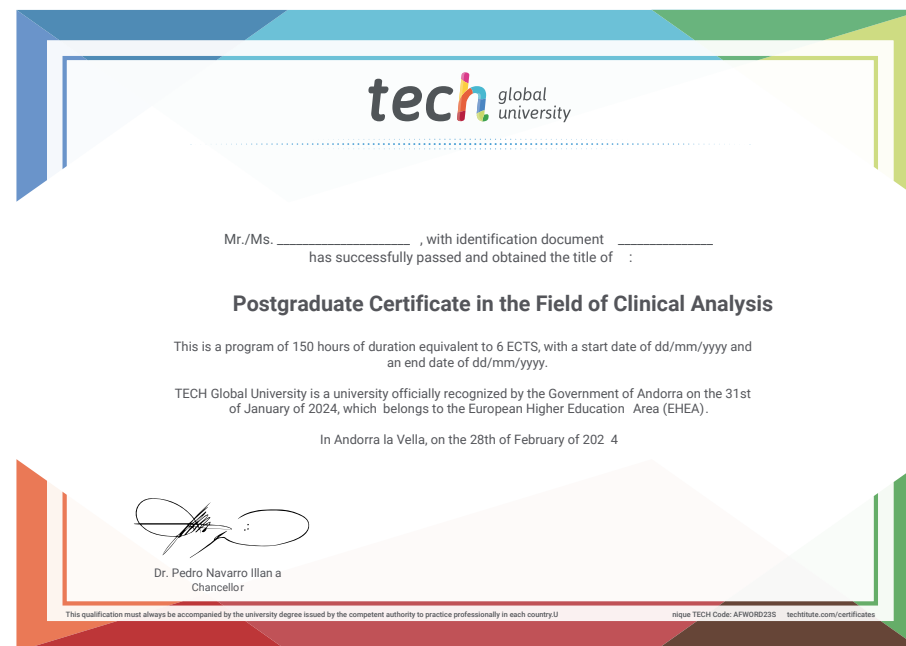 tech global
university
Mr./Ms. _____________________ , with identification document _______________
has successfully passed and obtained the title of :
Postgraduate Certificate in the Field of Clinical Analysis
This is a program of 150 hours of duration equivalent to 6 ECTS, with a start date of dd/mm/yyyy and
an end date of dd/mm/yyyy.
TECH Global University is a university officially recognized by the Government of Andorra on the 31st
of January of 2024, which belongs to the European Higher Education Area (EHEA).
In Andorra la Vella, on the 28th of February of 202 4
Dr. Pedro Navarro Illan a
Chancellor
This qualification must always be accompanied by the university degree issued by the competent authority to practice professionally in each country.U nique TECH Code: AFWORD23S techtitute.com/certificates